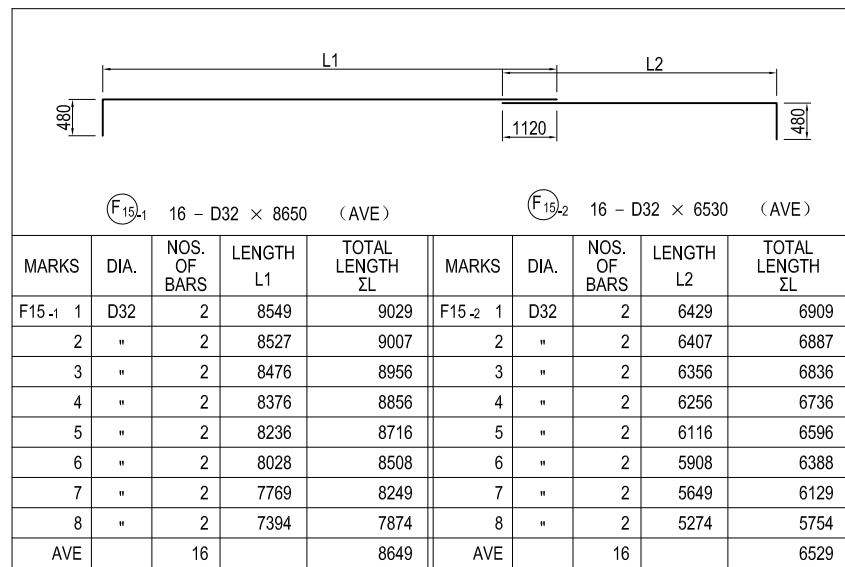 L1
L2
480
1120
480
F15-1 16 – D32 × 8650 (AVE)
F15-2 16 – D32 × 6530 (AVE)
MARKS DIA. NOS. OF BARS LENGTH L1 TOTAL LENGTH ΣL MARKS DIA. NOS. OF BARS LENGTH L2 TOTAL LENGTH ΣL
F15-1 1 D32 2 8549 9029 F15-2 1 D32 2 6429 6909
2 " 2 8527 9007 2 " 2 6407 6887
3 " 2 8476 8956 3 " 2 6356 6836
4 " 2 8376 8856 4 " 2 6256 6736
5 " 2 8236 8716 5 " 2 6116 6596
6 " 2 8028 8508 6 " 2 5908 6388
7 " 2 7769 8249 7 " 2 5649 6129
8 " 2 7394 7874 8 " 2 5274 5754
AVE 16 8649 AVE 16 6529